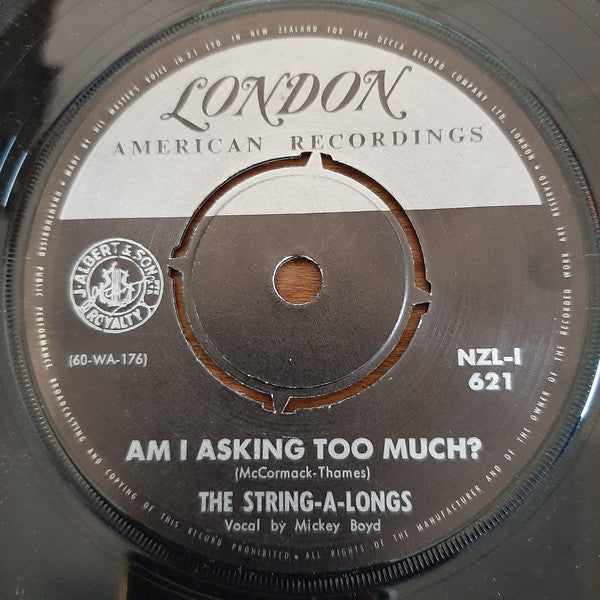 MADE BY HIS MASTER'S VOICE (N.Z.) LTD. IN NEW ZEALAND FOR THE DECCA RECORD COMPANY LTD., LONDON
LONDON
AMERICAN RECORDINGS
J. ALBERT & SON
ROYALTY
(60-WA-176)
NZL-I
621
AM I ASKING TOO MUCH?
(McCormack-Thames)
THE STRING-A-LONGS
Vocal by Mickey Boyd
UNAUTHORISED PUBLIC PERFORMANCE, BROADCASTING AND COPYING OF THIS RECORD PROHIBITED • ALL RIGHTS OF THE MANUFACTURER AND OF THE OWNER OF THE RECORDED WORK ARE RESERVED